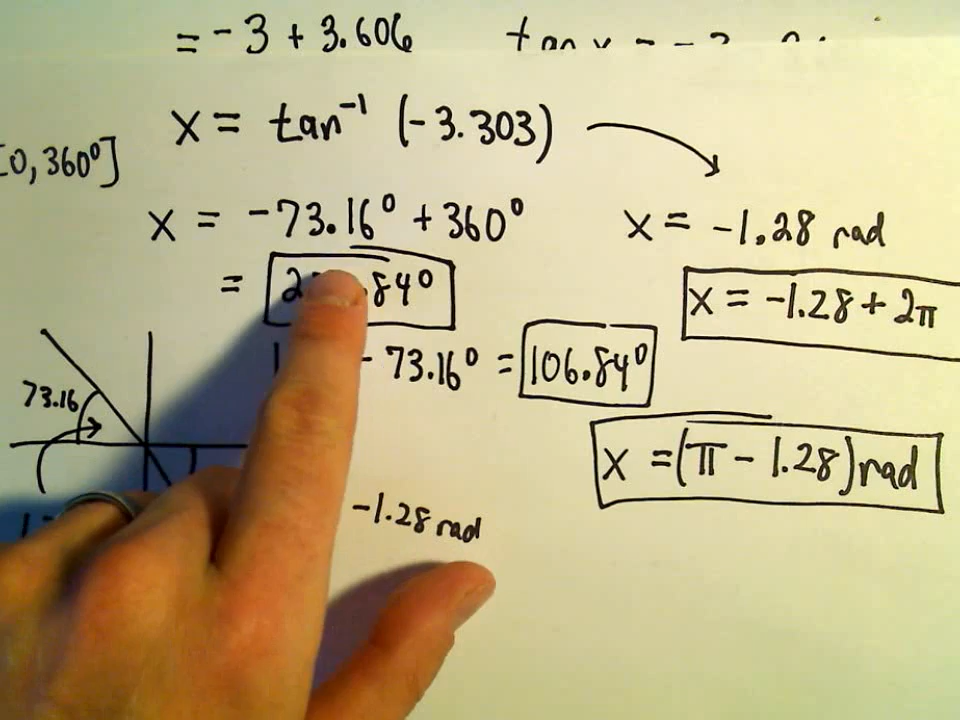 = -3 + 3.606
x = tan⁻¹ (-3.303)
[0, 360°]
x = -73.16° + 360°
x = -1.28 rad
x = -1.28 + 2π
- 73.16° = 106.84°
73.16
x = (π - 1.28) rad
-1.28 rad